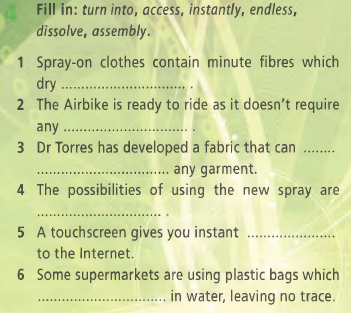 4 Fill in: turn into, access, instantly, endless,
dissolve, assembly.
1 Spray-on clothes contain minute fibres which
dry ............................... .
2 The Airbike is ready to ride as it doesn't require
any ............................... .
3 Dr Torres has developed a fabric that can ........
................................. any garment.
4 The possibilities of using the new spray are
............................... .
5 A touchscreen gives you instant ......................
to the Internet.
6 Some supermarkets are using plastic bags which
................................ in water, leaving no trace.